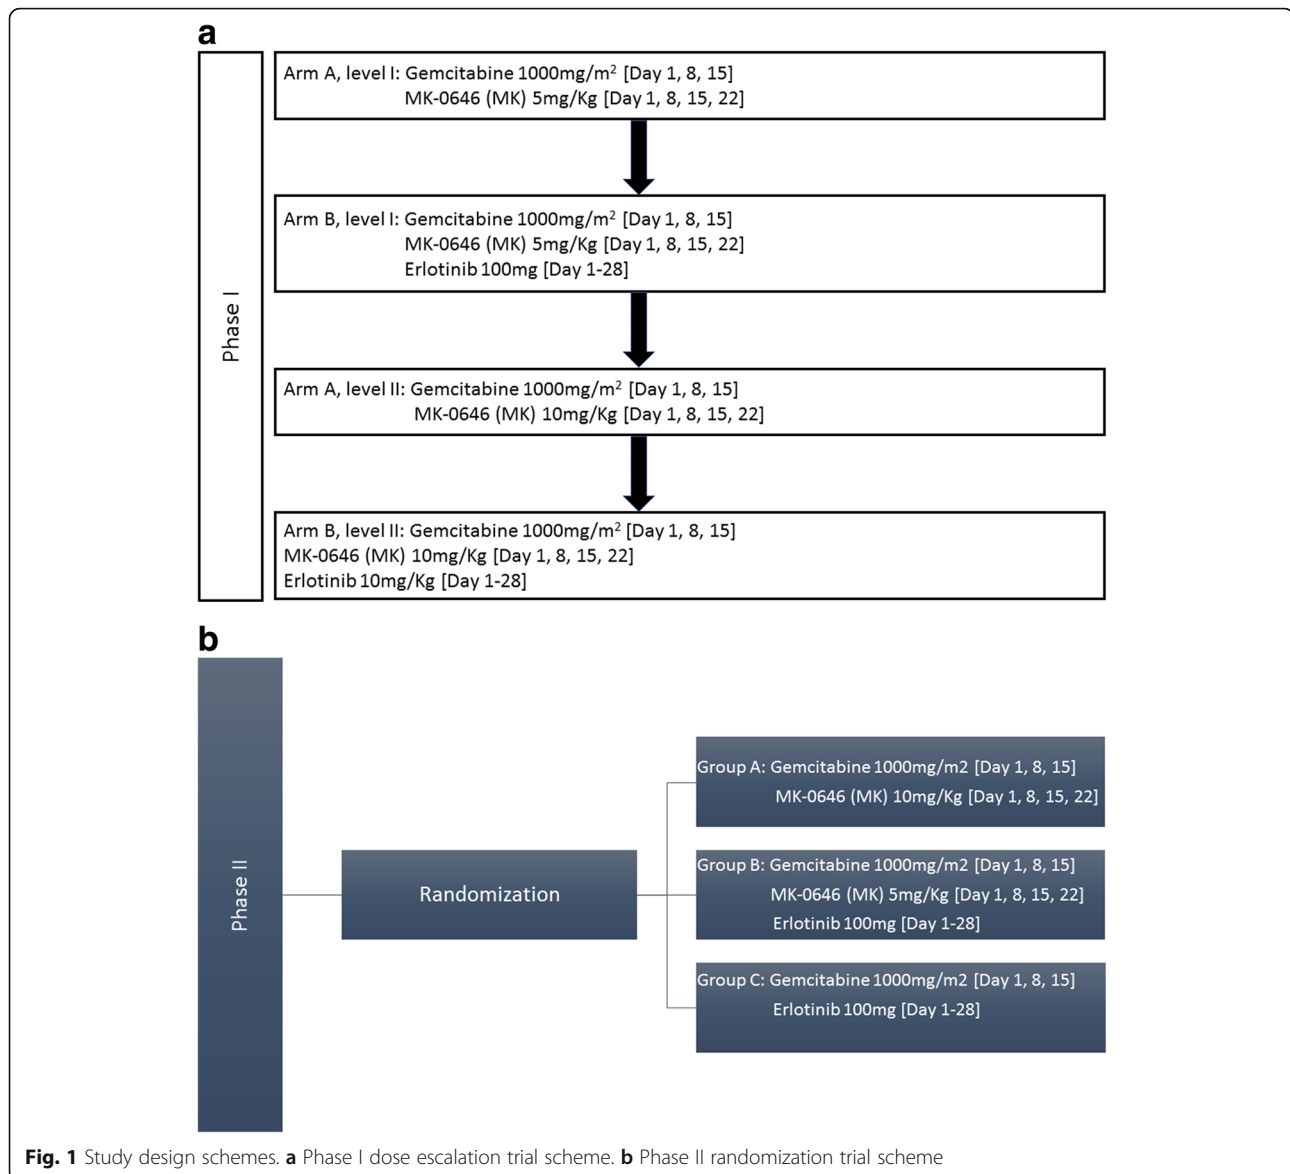 a
Phase I
Arm A, level I: Gemcitabine 1000mg/m² [Day 1, 8, 15]
MK-0646 (MK) 5mg/Kg [Day 1, 8, 15, 22]
Arm B, level I: Gemcitabine 1000mg/m² [Day 1, 8, 15]
MK-0646 (MK) 5mg/Kg [Day 1, 8, 15, 22]
Erlotinib 100mg [Day 1-28]
Arm A, level II: Gemcitabine 1000mg/m² [Day 1, 8, 15]
MK-0646 (MK) 10mg/Kg [Day 1, 8, 15, 22]
Arm B, level II: Gemcitabine 1000mg/m² [Day 1, 8, 15]
MK-0646 (MK) 10mg/Kg [Day 1, 8, 15, 22]
Erlotinib 10mg/Kg [Day 1-28]
b
Phase II
Randomization
Group A: Gemcitabine 1000mg/m2 [Day 1, 8, 15]
MK-0646 (MK) 10mg/Kg [Day 1, 8, 15, 22]
Group B: Gemcitabine 1000mg/m2 [Day 1, 8, 15]
MK-0646 (MK) 5mg/Kg [Day 1, 8, 15, 22]
Erlotinib 100mg [Day 1-28]
Group C: Gemcitabine 1000mg/m2 [Day 1, 8, 15]
Erlotinib 100mg [Day 1-28]
Fig. 1 Study design schemes. a Phase I dose escalation trial scheme. b Phase II randomization trial scheme